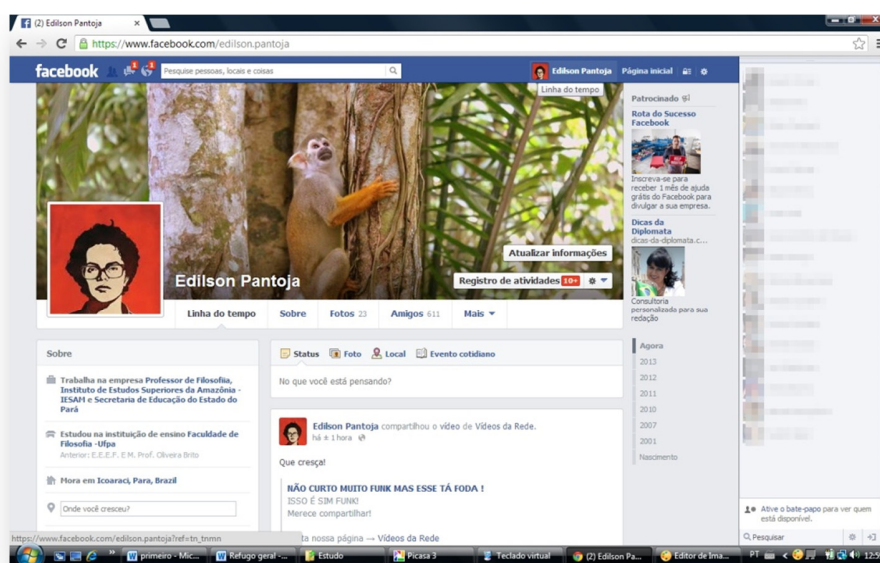 (2) Edilson Pantoja
https://www.facebook.com/edilson.pantoja
facebook
1
1
Pesquise pessoas, locais e coisas
Edilson Pantoja
Página inicial
Linha do tempo
Atualizar informações
Edilson Pantoja
Registro de atividades 10+
Linha do tempo
Sobre
Fotos 23
Amigos 611
Mais
Sobre
Trabalha na empresa Professor de Filosofiia,
Instituto de Estudos Superiores da Amazônia -
IESAM e Secretaria de Educação do Estado do
Pará
Estudou na instituição de ensino Faculdade de
Filosofia -Ufpa
Anterior: E.E.E.F. E M. Prof. Oliveira Brito
Mora em Icoaraci, Para, Brazil
Onde você cresceu?
Status
Foto
Local
Evento cotidiano
No que você está pensando?
Edilson Pantoja compartilhou o vídeo de Vídeos da Rede.
há ± 1 hora
Que cresça!
NÃO CURTO MUITO FUNK MAS ESSE TÁ FODA !
ISSO É SIM FUNK!
Merece compartilhar!
ta nossa página → Vídeos da Rede
Patrocinado
Rota do Sucesso
Facebook
Inscreva-se para
receber 1 mês de ajuda
grátis do Facebook para
divulgar a sua empresa.
Dicas da
Diplomata
dicas-da-diplomata.c...
Consultoria
personalizada para sua
redação
Agora
2013
2012
2011
2010
2007
2001
Nascimento
Ative o bate-papo para ver quem
está disponível.
Pesquisar
https://www.facebook.com/edilson.pantoja?ref=tn_tnmn
primeiro - Mic...
Refugo geral -...
Estudo
Picasa 3
Teclado virtual
(2) Edilson Pa...
Editor de Ima...
PT
12:59